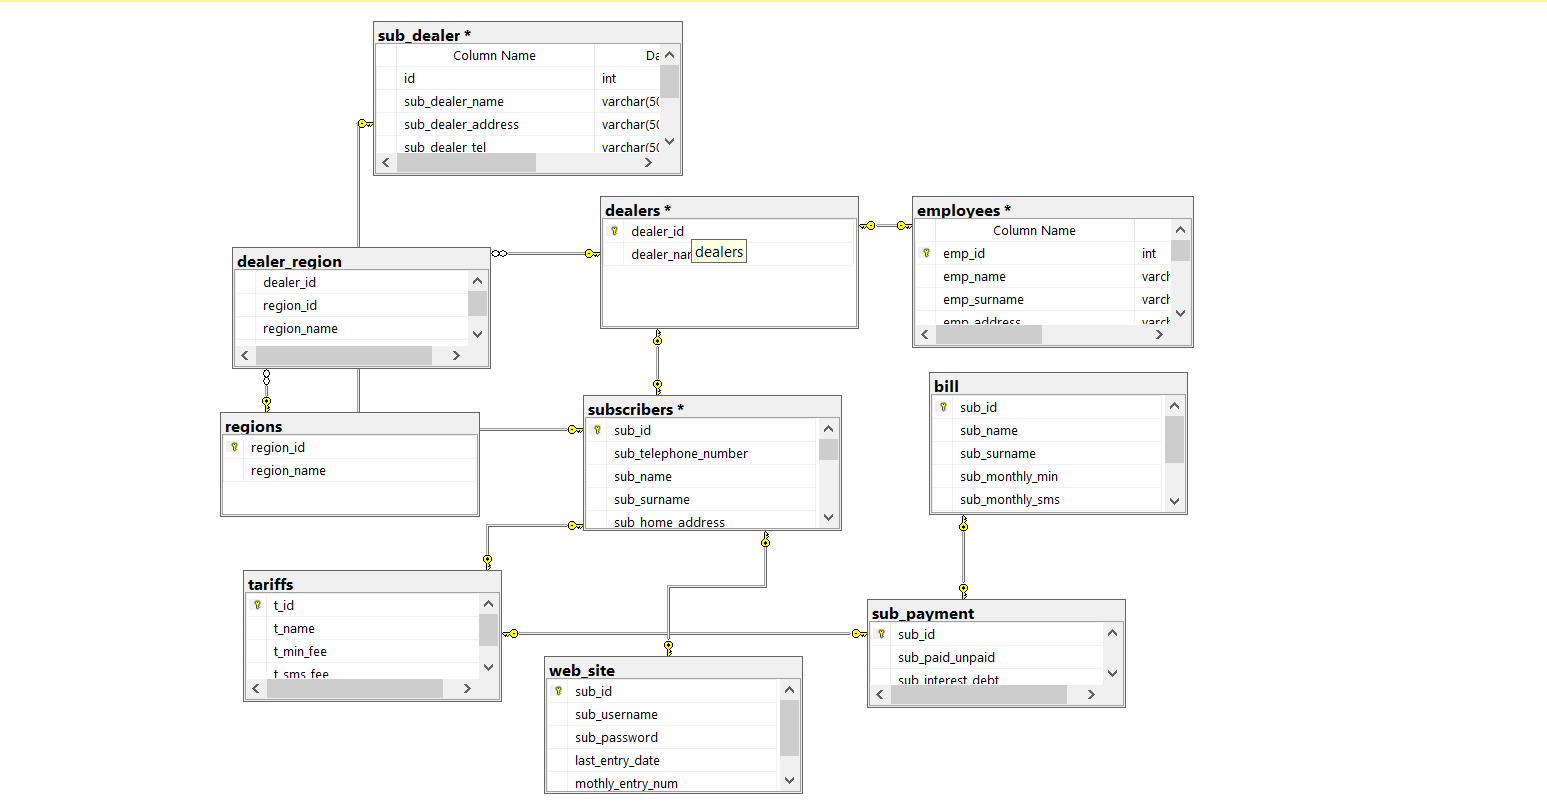 sub_dealer *
Column Name Da
id int
sub_dealer_name varchar(50
sub_dealer_address varchar(50
sub_dealer_tel varchar(50
dealers *
dealer_id
dealer_nar
dealers
employees *
Column Name
emp_id int
emp_name varch
emp_surname varch
emp_address varch
dealer_region
dealer_id
region_id
region_name
regions
region_id
region_name
subscribers *
sub_id
sub_telephone_number
sub_name
sub_surname
sub_home_address
bill
sub_id
sub_name
sub_surname
sub_monthly_min
sub_monthly_sms
tariffs
t_id
t_name
t_min_fee
t_sms_fee
sub_payment
sub_id
sub_paid_unpaid
sub_interest_debt
web_site
sub_id
sub_username
sub_password
last_entry_date
mothly_entry_num